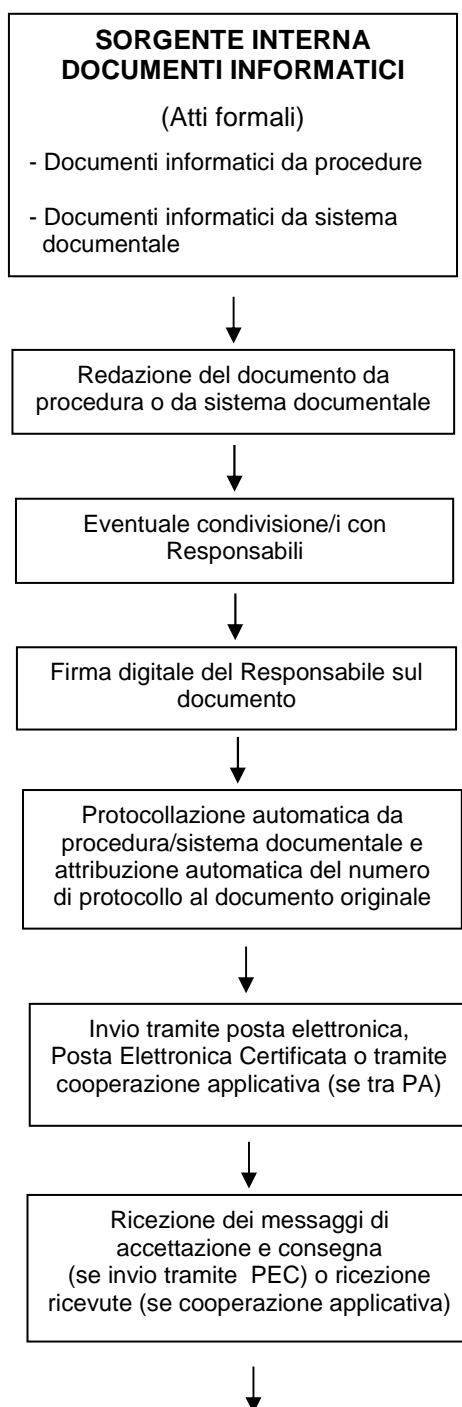 SORGENTE INTERNA
DOCUMENTI INFORMATICI
(Atti formali)
- Documenti informatici da procedure
- Documenti informatici da sistema
documentale
Redazione del documento da
procedura o da sistema documentale
Eventuale condivisione/i con
Responsabili
Firma digitale del Responsabile sul
documento
Protocollazione automatica da
procedura/sistema documentale e
attribuzione automatica del numero
di protocollo al documento originale
Invio tramite posta elettronica,
Posta Elettronica Certificata o tramite
cooperazione applicativa (se tra PA)
Ricezione dei messaggi di
accettazione e consegna
(se invio tramite PEC) o ricezione
ricevute (se cooperazione applicativa)